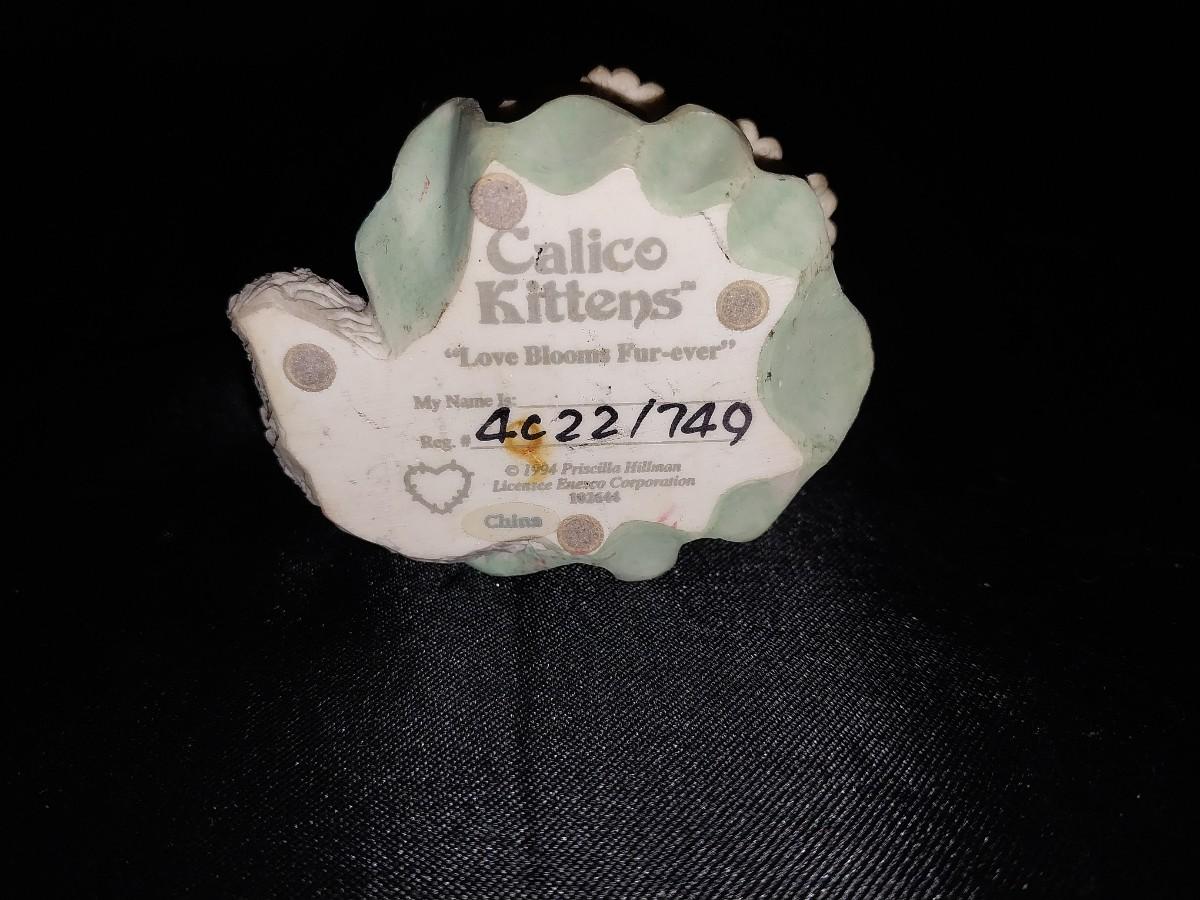 Calico
Kittens™
"Love Blooms Fur-ever"
My Name Is:
Reg. # 4C22/749
© 1994 Priscilla Hillman
Licensee Enesco Corporation
102644
China